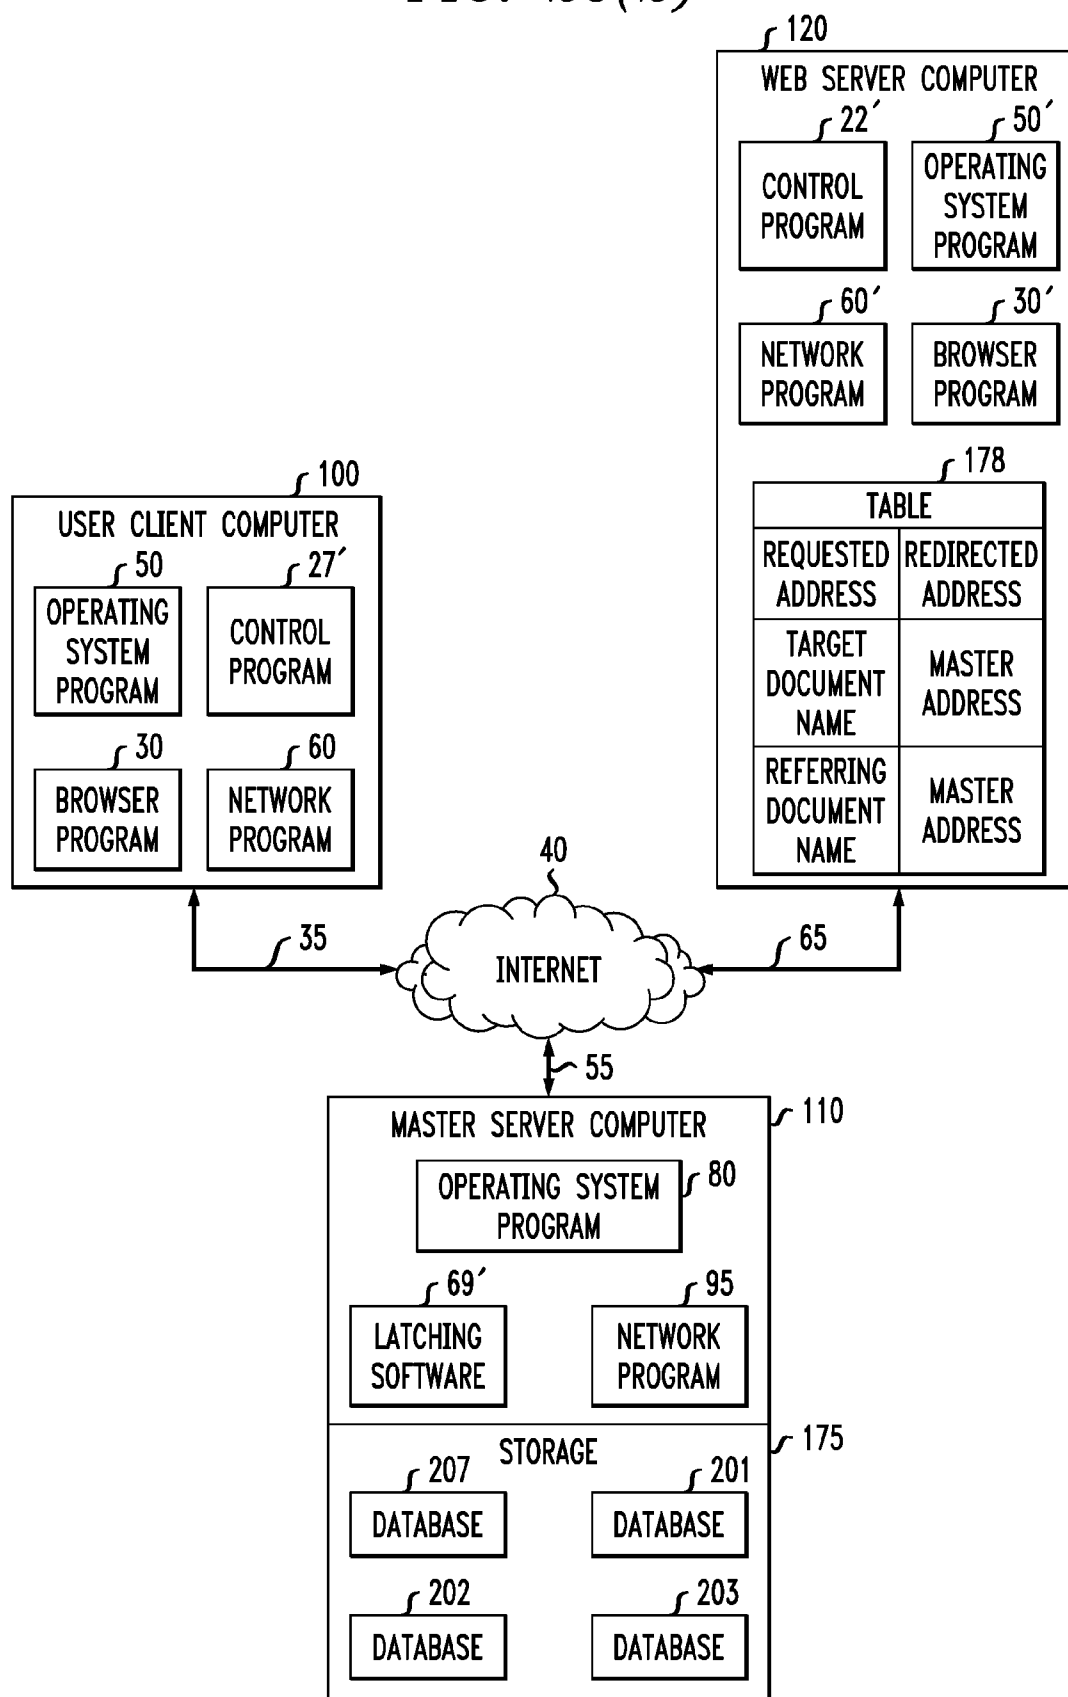 120
WEB SERVER COMPUTER
22′
50′
CONTROL
PROGRAM
OPERATING
SYSTEM
PROGRAM
60′
30′
NETWORK
PROGRAM
BROWSER
PROGRAM
178
TABLE
REQUESTED
ADDRESS
REDIRECTED
ADDRESS
TARGET
DOCUMENT
NAME
MASTER
ADDRESS
REFERRING
DOCUMENT
NAME
MASTER
ADDRESS
100
USER CLIENT COMPUTER
50
27′
OPERATING
SYSTEM
PROGRAM
CONTROL
PROGRAM
30
60
BROWSER
PROGRAM
NETWORK
PROGRAM
40
35
INTERNET
65
55
110
MASTER SERVER COMPUTER
80
OPERATING SYSTEM
PROGRAM
69′
95
LATCHING
SOFTWARE
NETWORK
PROGRAM
175
STORAGE
207
201
DATABASE
DATABASE
202
203
DATABASE
DATABASE